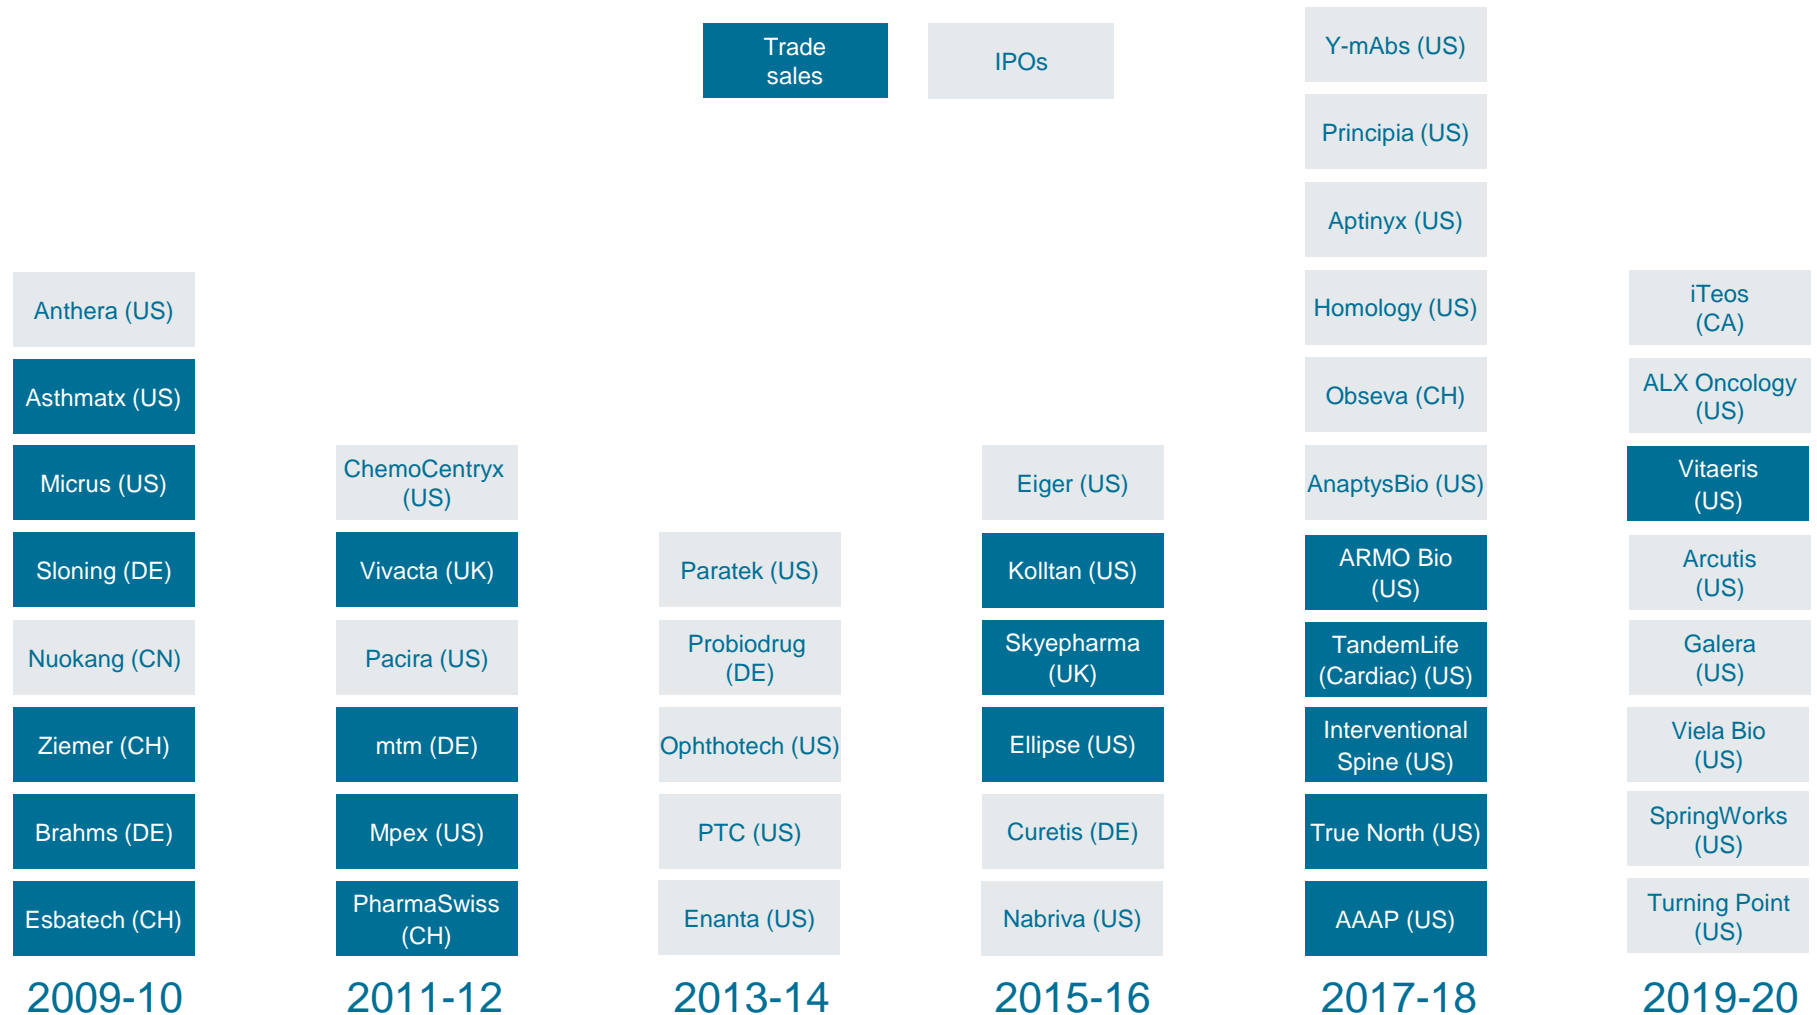 Trade
sales
IPOs
Anthera (US)
Asthmatx (US)
Micrus (US)
Sloning (DE)
Nuokang (CN)
Ziemer (CH)
Brahms (DE)
Esbatech (CH)
2009-10
ChemoCentryx
(US)
Vivacta (UK)
Pacira (US)
mtm (DE)
Mpex (US)
PharmaSwiss
(CH)
2011-12
Paratek (US)
Probiodrug
(DE)
Ophthotech (US)
PTC (US)
Enanta (US)
2013-14
Eiger (US)
Kolltan (US)
Skyepharma
(UK)
Ellipse (US)
Curetis (DE)
Nabriva (US)
2015-16
Y-mAbs (US)
Principia (US)
Aptinyx (US)
Homology (US)
Obseva (CH)
AnaptysBio (US)
ARMO Bio
(US)
TandemLife
(Cardiac) (US)
Interventional
Spine (US)
True North (US)
AAAP (US)
2017-18
iTeos
(CA)
ALX Oncology
(US)
Vitaeris
(US)
Arcutis
(US)
Galera
(US)
Viela Bio
(US)
SpringWorks
(US)
Turning Point
(US)
2019-20